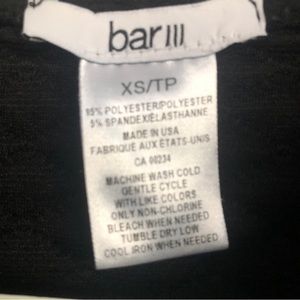 bar III
XS/TP
95% POLYESTER/POLYESTER
5% SPANDEX/ELASTHANNE
MADE IN USA
FABRIQUE AUX ÉTATS-UNIS
CA 00234
MACHINE WASH COLD
GENTLE CYCLE
WITH LIKE COLORS
ONLY NON-CHLORINE
BLEACH WHEN NEEDED
TUMBLE DRY LOW
COOL IRON WHEN NEEDED